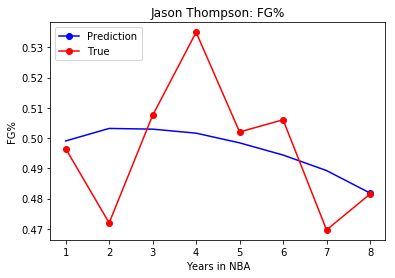 Jason Thompson: FG%
Prediction
True
FG%
0.53
0.52
0.51
0.50
0.49
0.48
0.47
1 2 3 4 5 6 7 8
Years in NBA